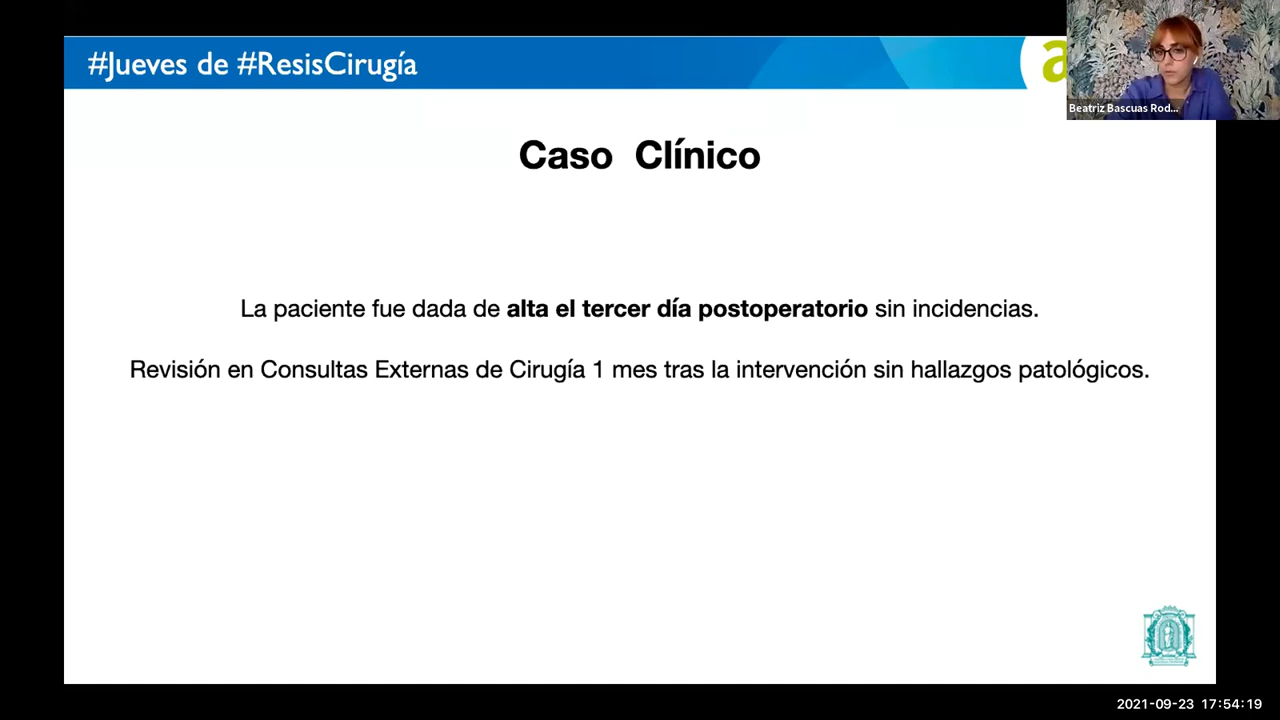 #Jueves de #ResisCirugía
a
Beatriz Bascuas Rod...
Caso Clínico
La paciente fue dada de alta el tercer día postoperatorio sin incidencias.
Revisión en Consultas Externas de Cirugía 1 mes tras la intervención sin hallazgos patológicos.
2021-09-23 17:54:19